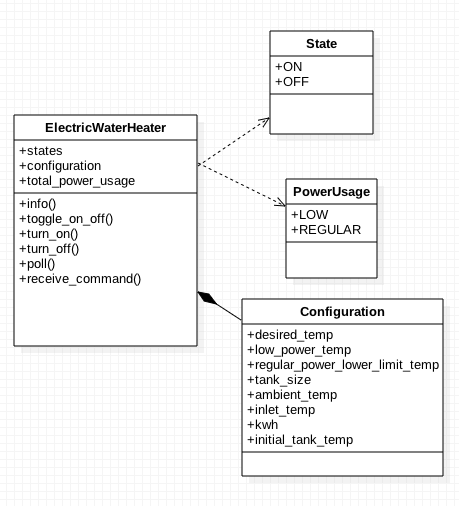 State
+ON
+OFF
ElectricWaterHeater
+states
+configuration
+total_power_usage
+info()
+toggle_on_off()
+turn_on()
+turn_off()
+poll()
+receive_command()
PowerUsage
+LOW
+REGULAR
Configuration
+desired_temp
+low_power_temp
+regular_power_lower_limit_temp
+tank_size
+ambient_temp
+inlet_temp
+kwh
+initial_tank_temp